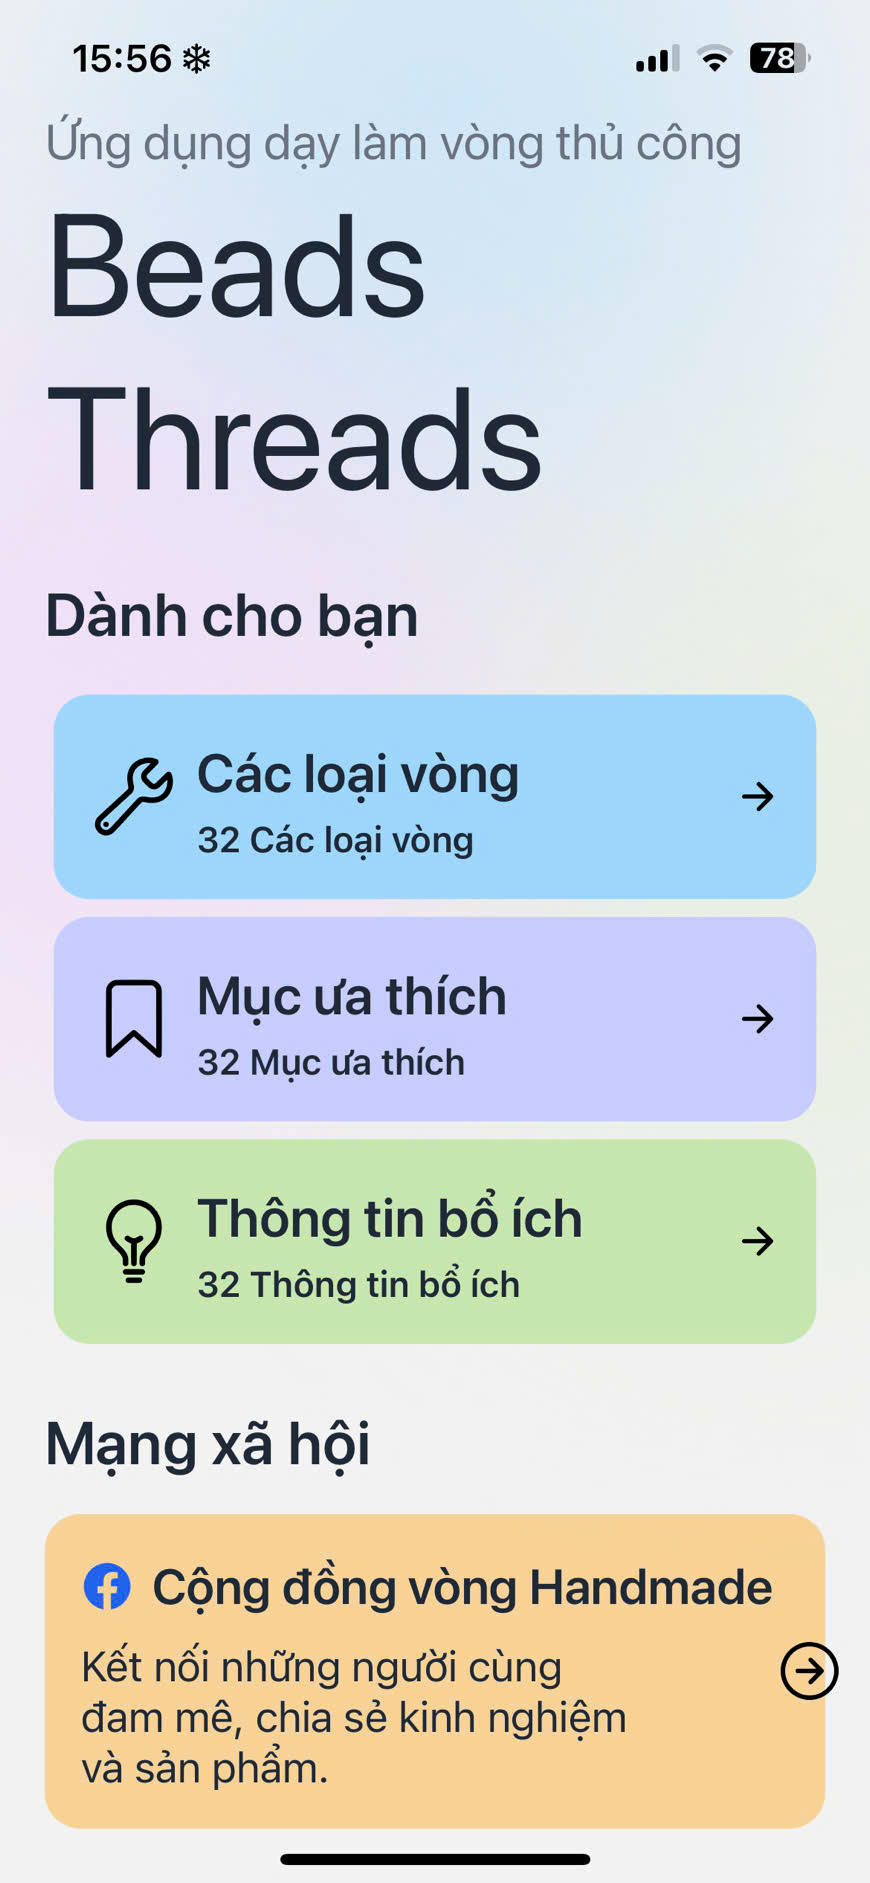 15:56
78
Ứng dụng dạy làm vòng thủ công
Beads
Threads
Dành cho bạn
Các loại vòng
32 Các loại vòng
Mục ưa thích
32 Mục ưa thích
Thông tin bổ ích
32 Thông tin bổ ích
Mạng xã hội
Cộng đồng vòng Handmade
Kết nối những người cùng
đam mê, chia sẻ kinh nghiệm
và sản phẩm.